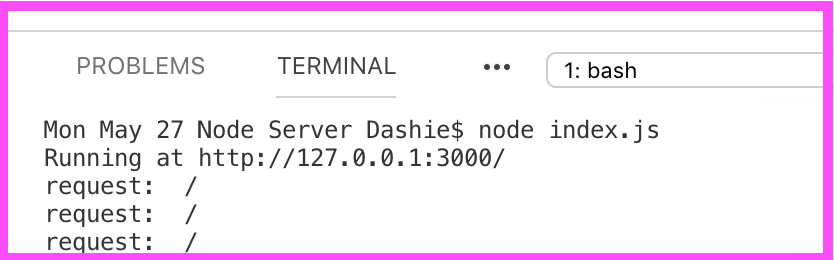 PROBLEMS TERMINAL ••• 1: bash
Mon May 27 Node Server Dashie$ node index.js
Running at http://127.0.0.1:3000/
request:  /
request:  /
request:  /